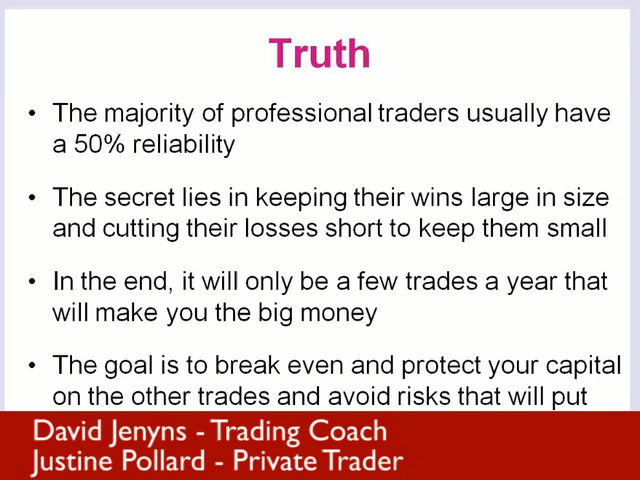 Truth
• The majority of professional traders usually have
a 50% reliability
• The secret lies in keeping their wins large in size
and cutting their losses short to keep them small
• In the end, it will only be a few trades a year that
will make you the big money
• The goal is to break even and protect your capital
on the other trades and avoid risks that will put
David Jenyns - Trading Coach
Justine Pollard - Private Trader